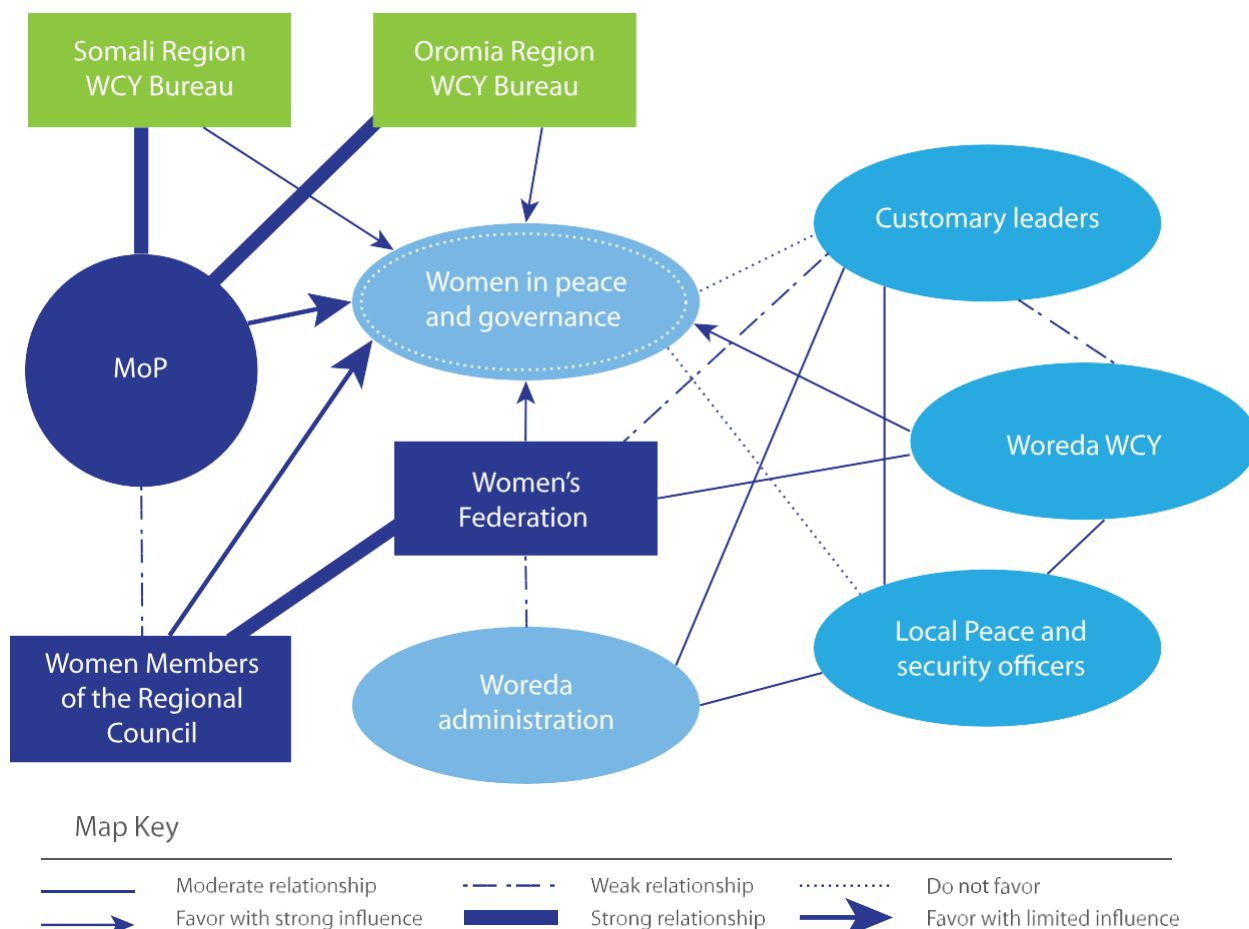 Somali Region
WCY Bureau
Oromia Region
WCY Bureau
Customary leaders
Women in peace
and governance
MoP
Woreda WCY
Women's
Federation
Local Peace and
security officers
Women Members
of the Regional
Council
Woreda
administration
Map Key
Moderate relationship
Weak relationship
Do not favor
Favor with strong influence
Strong relationship
Favor with limited influence